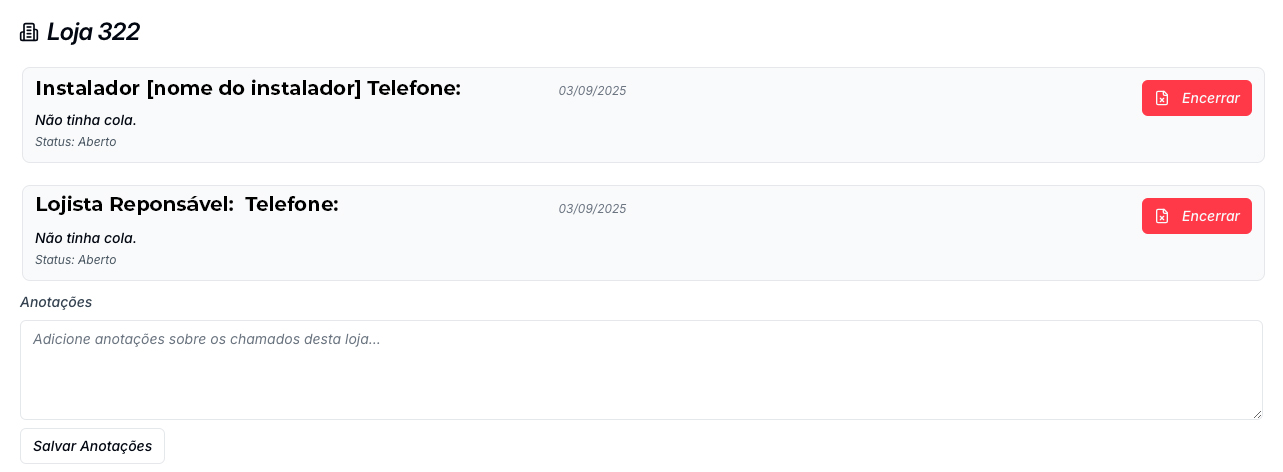 Loja 322
Instalador [nome do instalador] Telefone:
03/09/2025
Encerrar
Não tinha cola.
Status: Aberto
Lojista Reponsável:  Telefone:
03/09/2025
Encerrar
Não tinha cola.
Status: Aberto
Anotações
Adicione anotações sobre os chamados desta loja...
Salvar Anotações